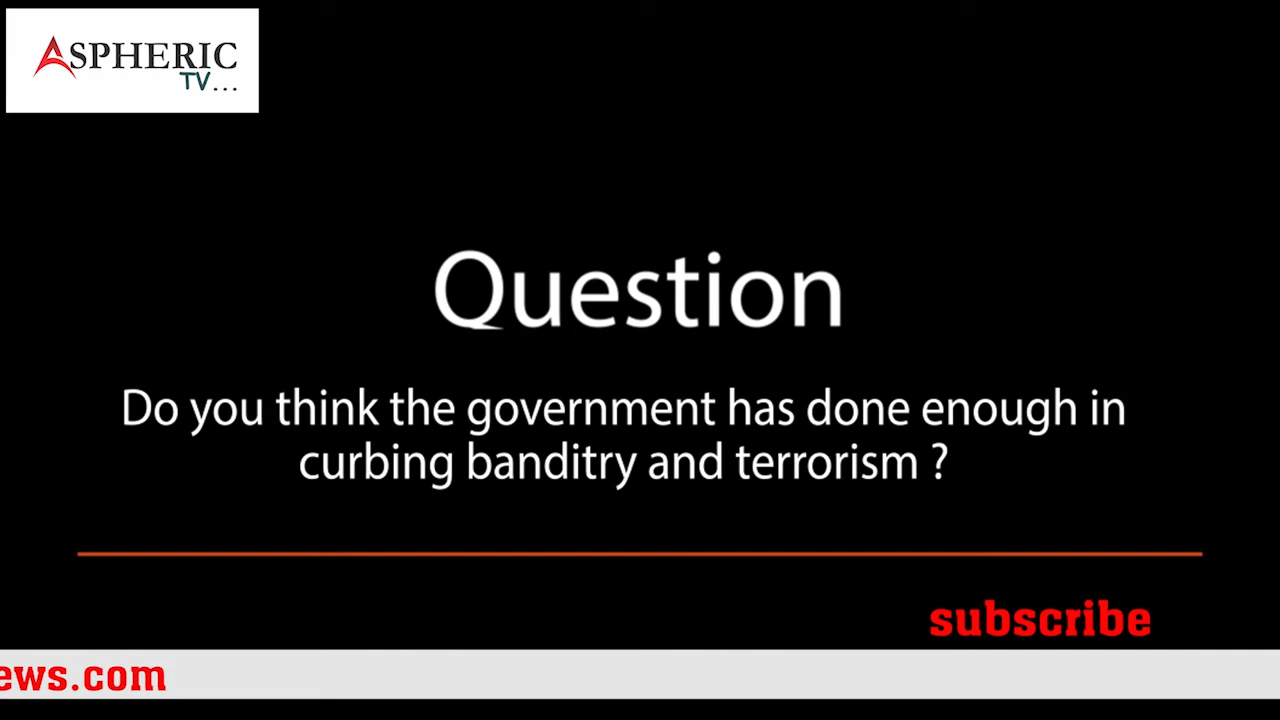 ASPHERIC
TV...
Question
Do you think the government has done enough in
curbing banditry and terrorism ?
subscribe
ews.com